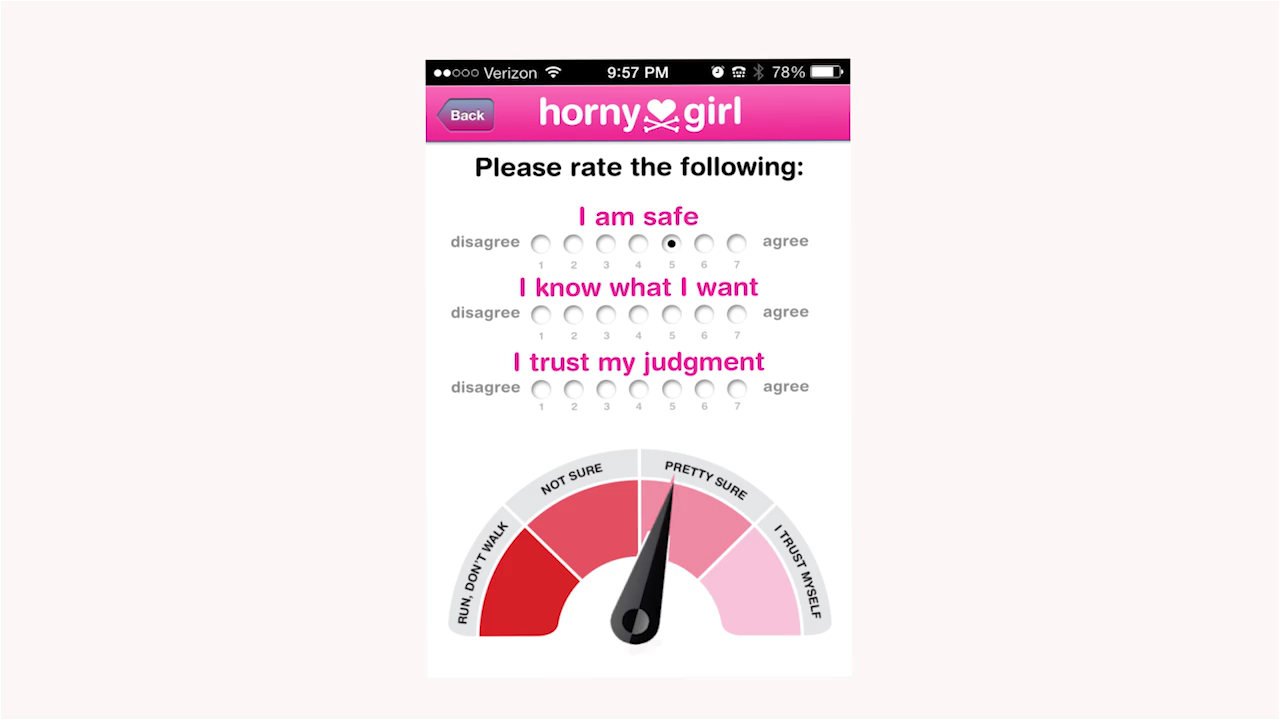 Verizon 9:57 PM 78%
Back horny girl
Please rate the following:
I am safe
disagree agree
1 2 3 4 5 6 7
I know what I want
disagree agree
1 2 3 4 5 6 7
I trust my judgment
disagree agree
1 2 3 4 5 6 7
RUN, DON'T WALK
NOT SURE
PRETTY SURE
I TRUST MYSELF